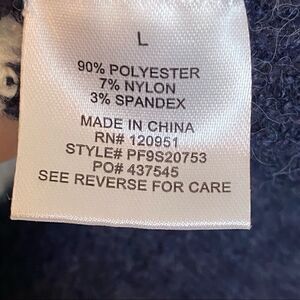 L
90% POLYESTER
7% NYLON
3% SPANDEX
MADE IN CHINA
RN# 120951
STYLE# PF9S20753
PO# 437545
SEE REVERSE FOR CARE